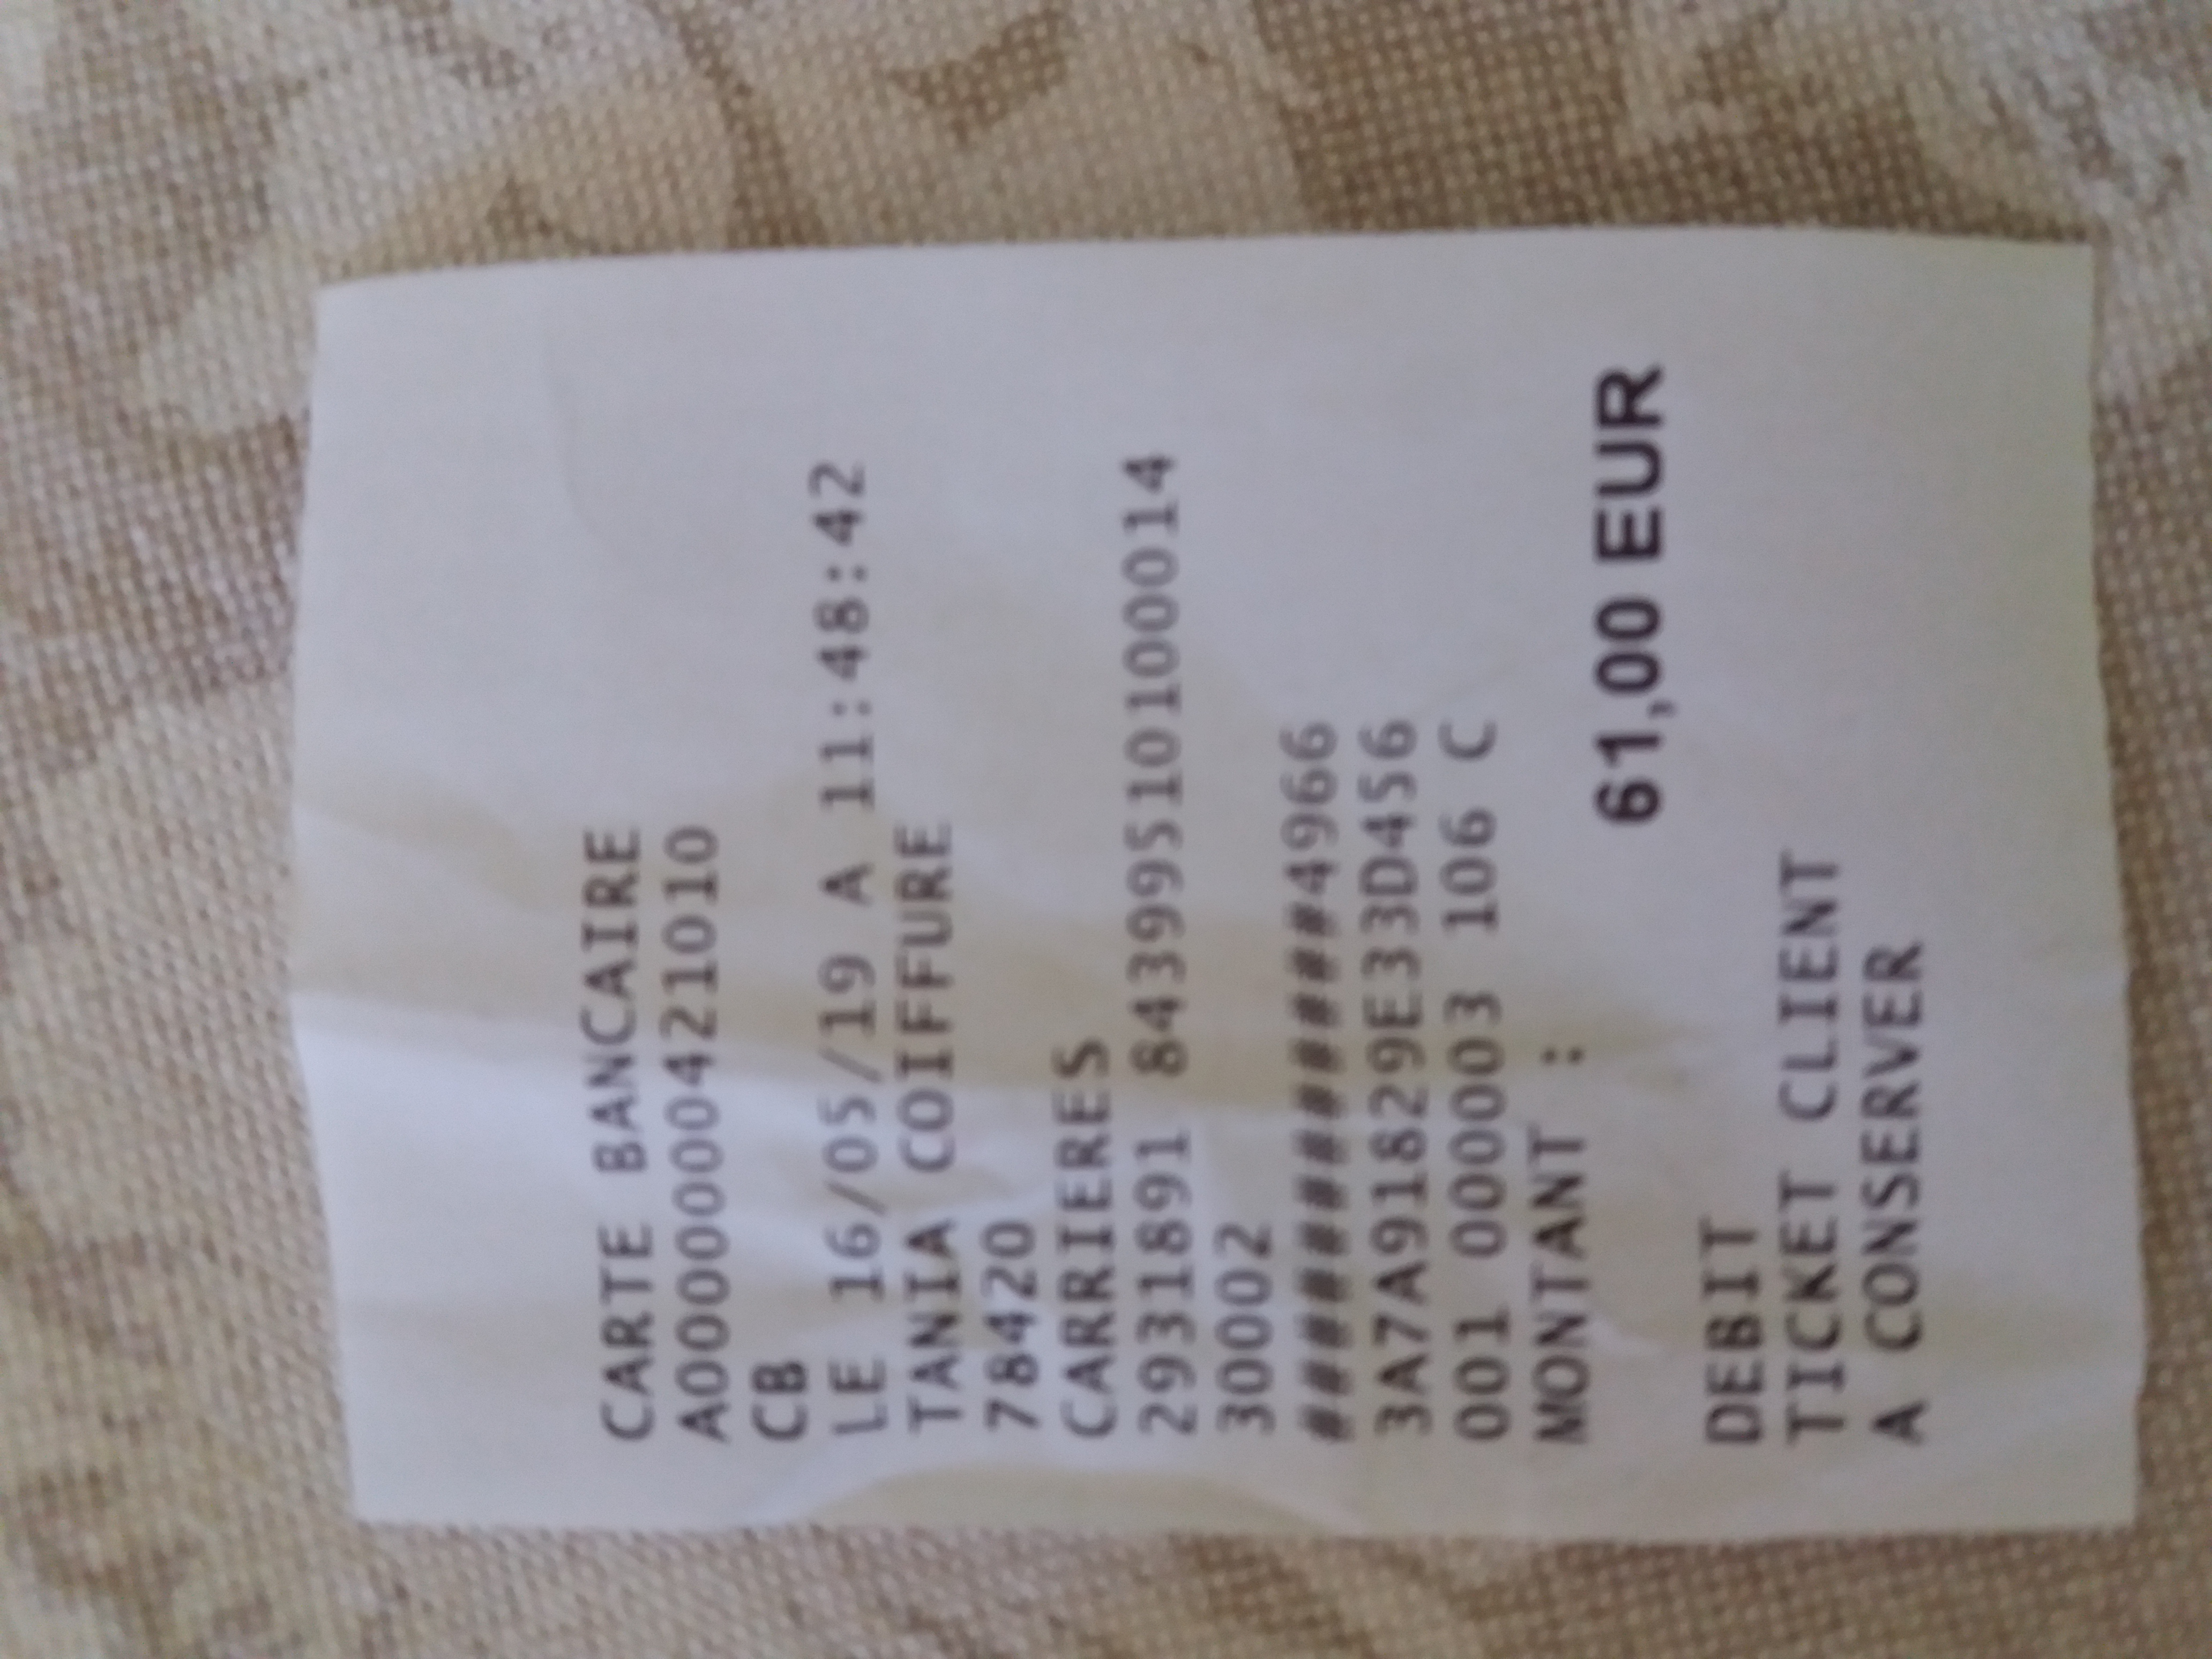 CARTE BANCAIRE
A0000000421010
CB
LE 16/05/19 A 11:48:42
TANIA COIFFURE
78420
CARRIERES
2931891 84399510100014
30002
############4966
3A7A91829E33D456
001 000003 106 C
MONTANT :
61,00 EUR
DEBIT
TICKET CLIENT
A CONSERVER